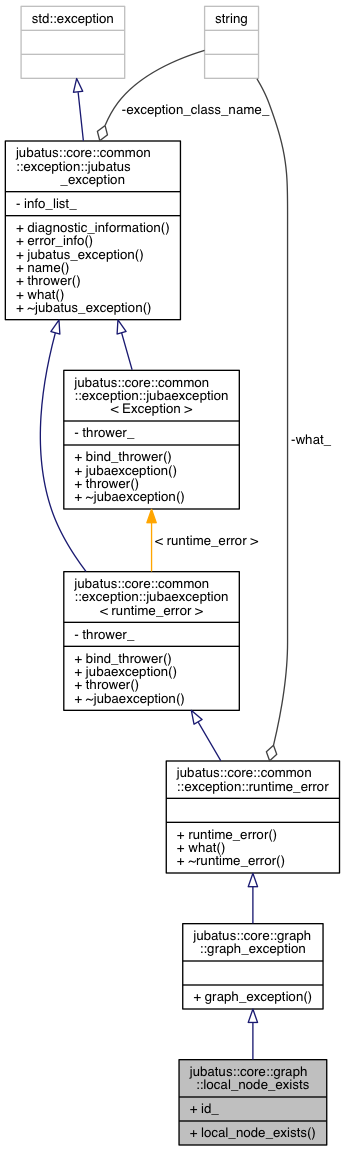 std::exception
string
-exception_class_name_
jubatus::core::common
::exception::jubatus
_exception
- info_list_
+ diagnostic_information()
+ error_info()
+ jubatus_exception()
+ name()
+ thrower()
+ what()
+ ~jubatus_exception()
jubatus::core::common
::exception::jubaexception
< Exception >
- thrower_
+ bind_thrower()
+ jubaexception()
+ thrower()
+ ~jubaexception()
-what_
< runtime_error >
jubatus::core::common
::exception::jubaexception
< runtime_error >
- thrower_
+ bind_thrower()
+ jubaexception()
+ thrower()
+ ~jubaexception()
jubatus::core::common
::exception::runtime_error
+ runtime_error()
+ what()
+ ~runtime_error()
jubatus::core::graph
::graph_exception
+ graph_exception()
jubatus::core::graph
::local_node_exists
+ id_
+ local_node_exists()